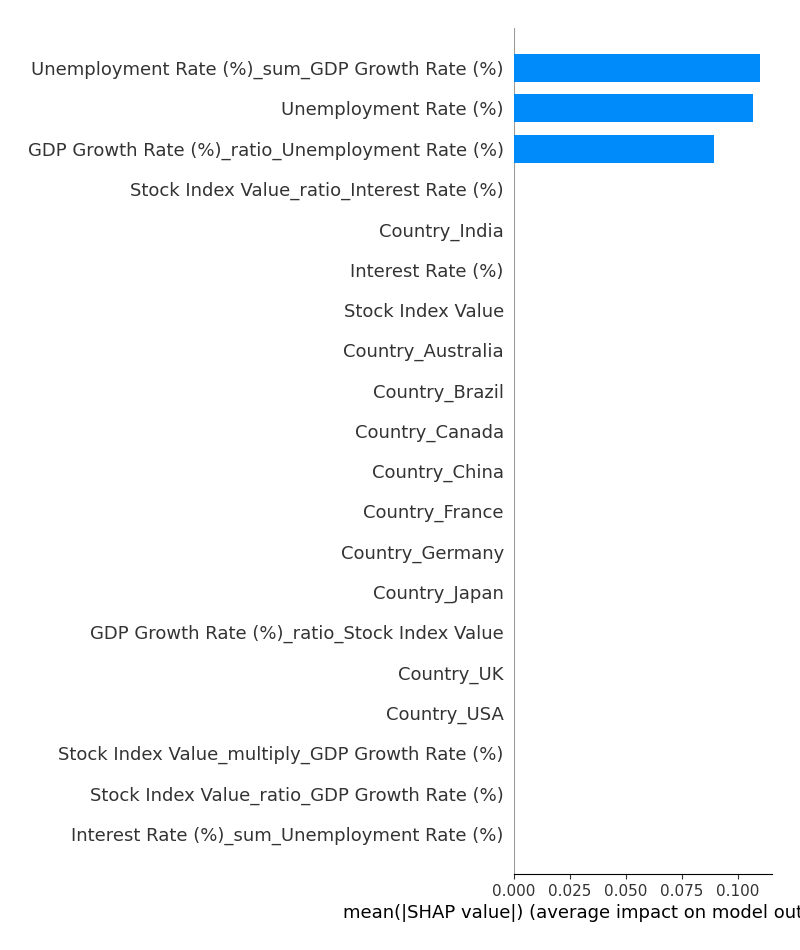 Unemployment Rate (%)_sum_GDP Growth Rate (%)
Unemployment Rate (%)
GDP Growth Rate (%)_ratio_Unemployment Rate (%)
Stock Index Value_ratio_Interest Rate (%)
Country_India
Interest Rate (%)
Stock Index Value
Country_Australia
Country_Brazil
Country_Canada
Country_China
Country_France
Country_Germany
Country_Japan
GDP Growth Rate (%)_ratio_Stock Index Value
Country_UK
Country_USA
Stock Index Value_multiply_GDP Growth Rate (%)
Stock Index Value_ratio_GDP Growth Rate (%)
Interest Rate (%)_sum_Unemployment Rate (%)
0.000 0.025 0.050 0.075 0.100
mean(|SHAP value|) (average impact on model out